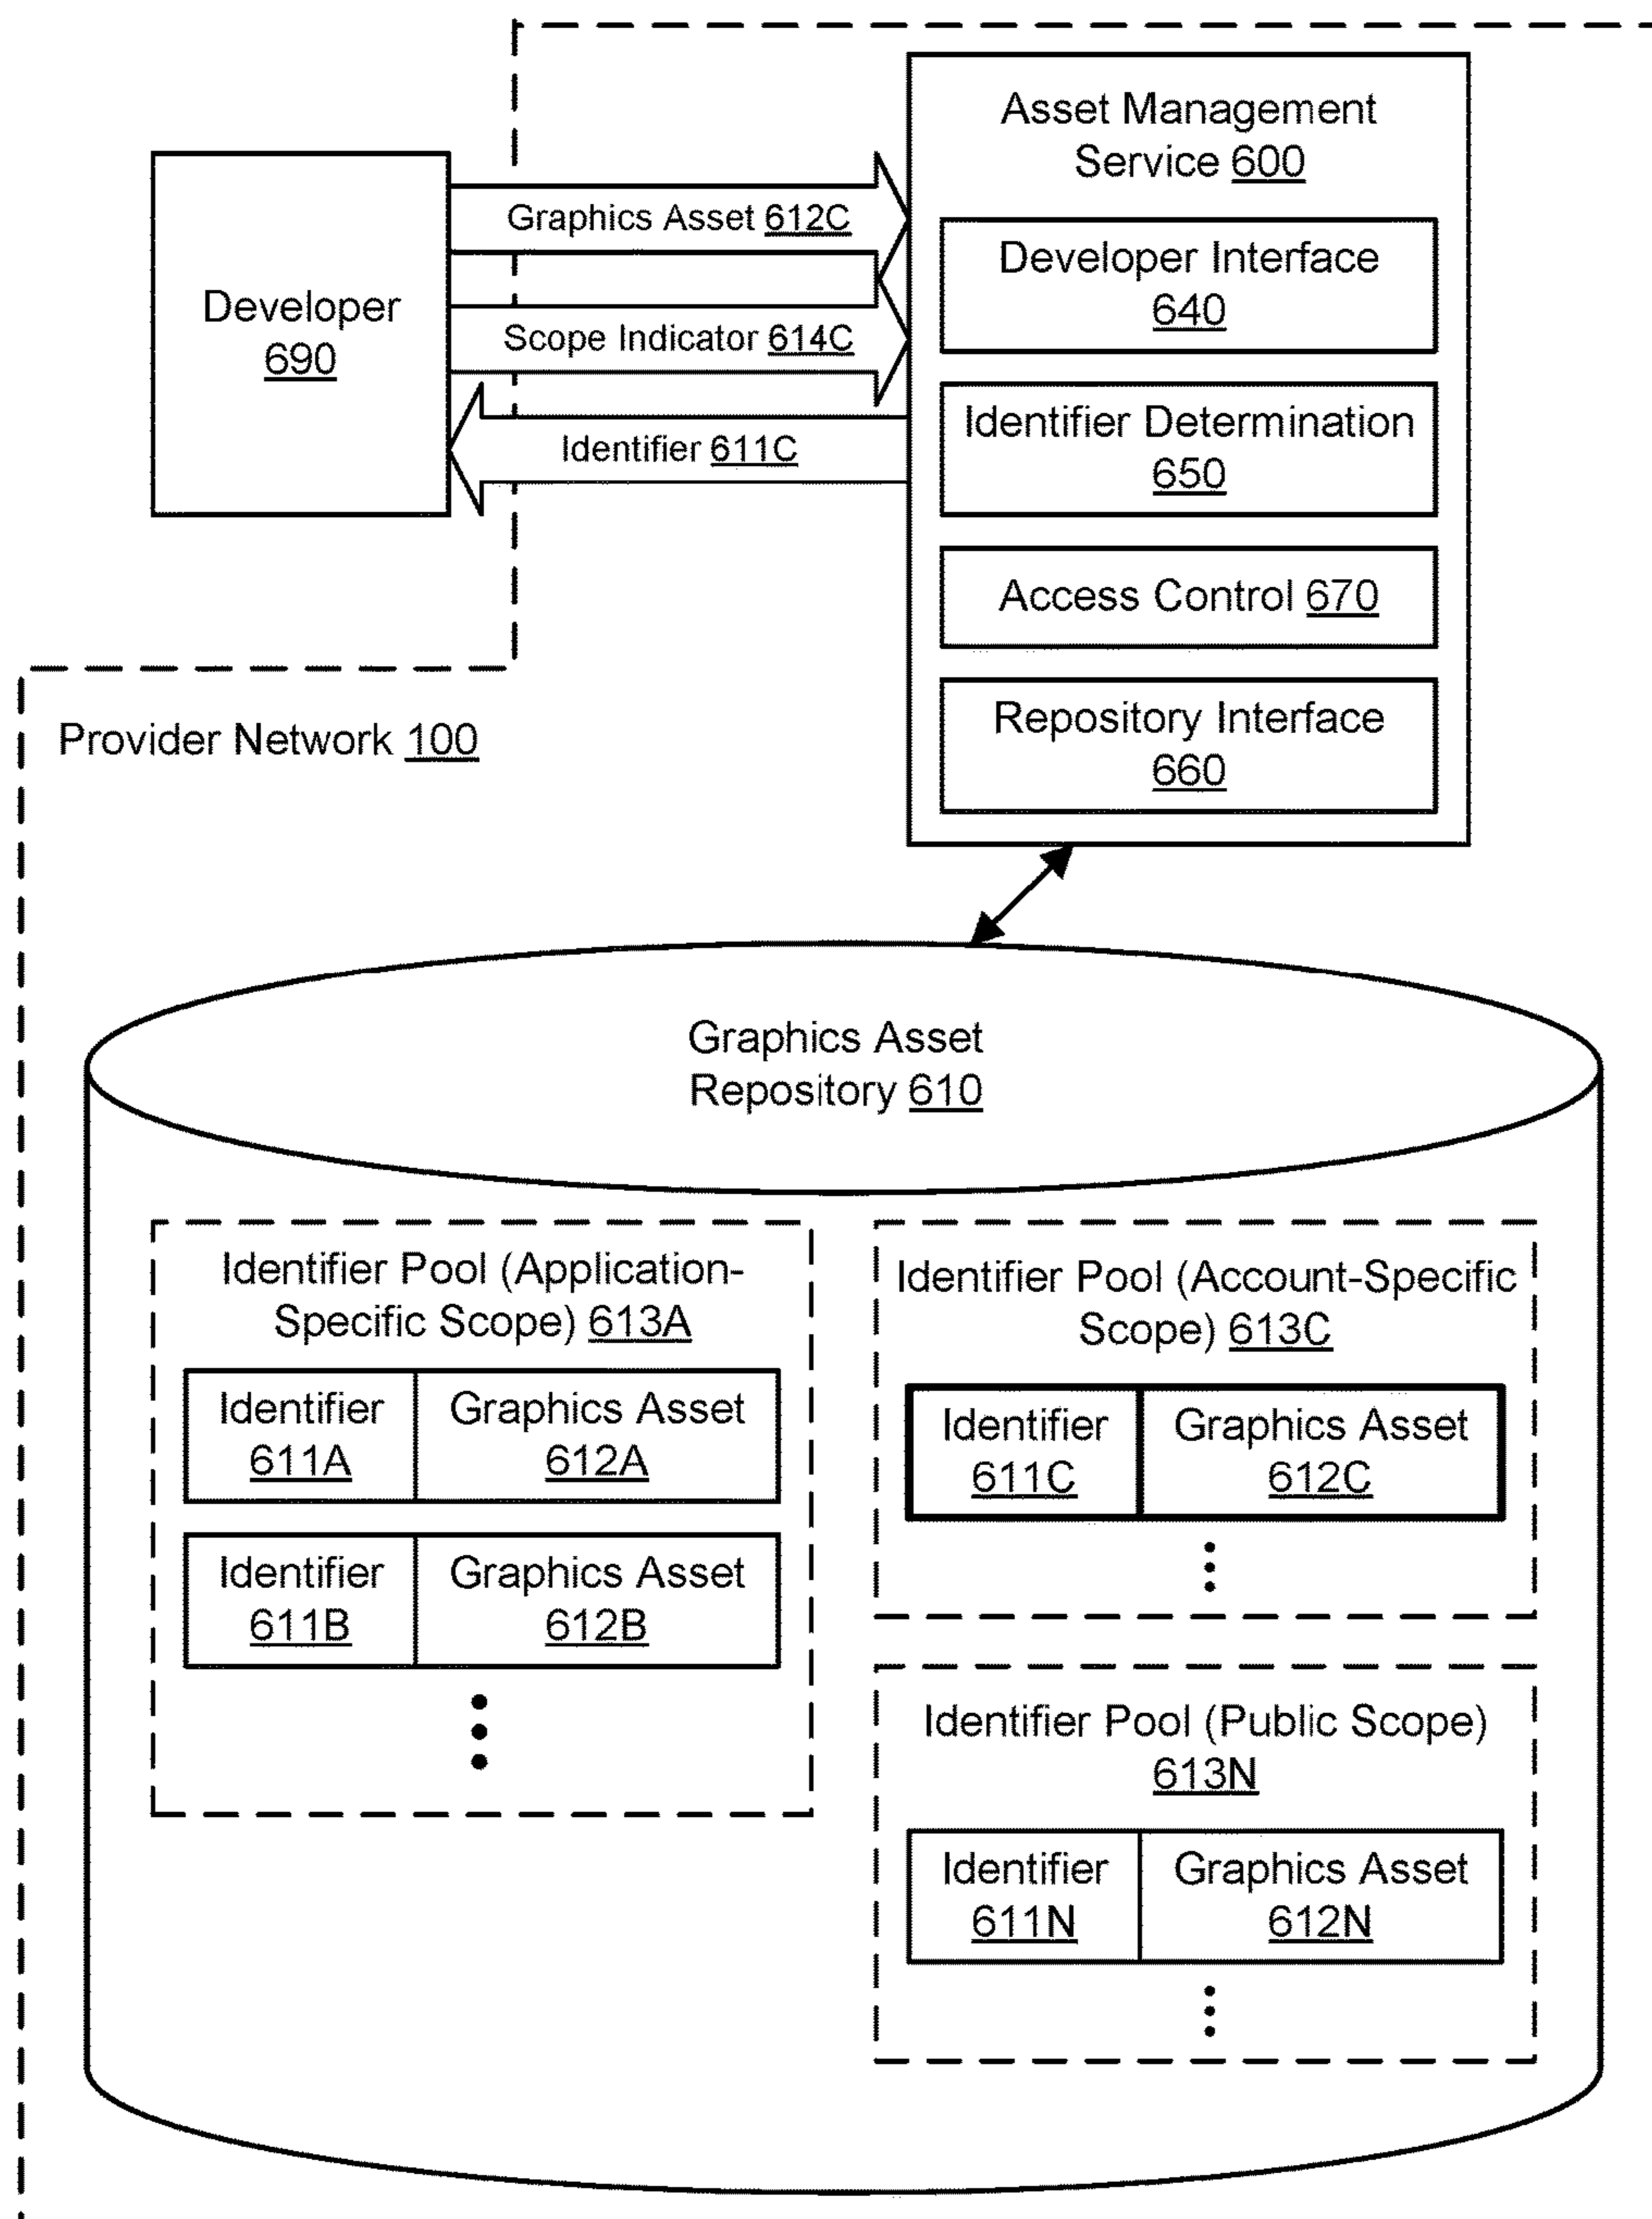 Asset Management
Service 600
Developer
690
Graphics Asset 612C
Scope Indicator 614C
Identifier 611C
Developer Interface
640
Identifier Determination
650
Access Control 670
Repository Interface
660
Provider Network 100
Graphics Asset
Repository 610
Identifier Pool (Application-
Specific Scope) 613A
Identifier
611A
Graphics Asset
612A
Identifier
611B
Graphics Asset
612B
Identifier Pool (Account-Specific
Scope) 613C
Identifier
611C
Graphics Asset
612C
Identifier Pool (Public Scope)
613N
Identifier
611N
Graphics Asset
612N